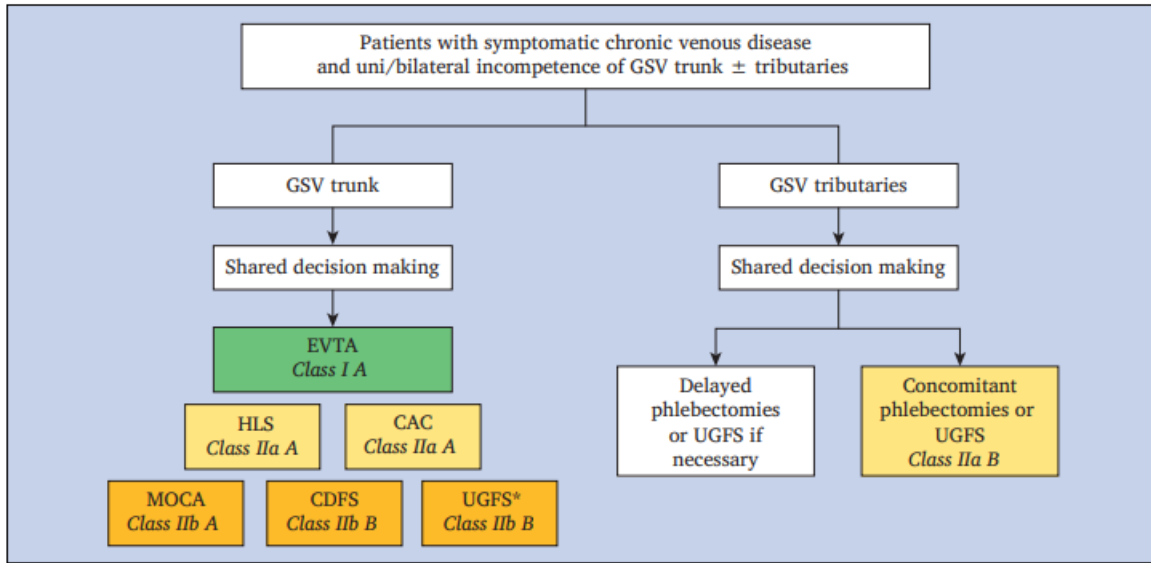 Patients with symptomatic chronic venous disease
and uni/bilateral incompetence of GSV trunk ± tributaries
GSV trunk
GSV tributaries
Shared decision making
Shared decision making
EVTA
Class I A
HLS
Class IIa A
CAC
Class IIa A
MOCA
Class IIb A
CDFS
Class IIb B
UGFS*
Class IIb B
Delayed
phlebectomies
or UGFS if
necessary
Concomitant
phlebectomies or
UGFS
Class IIa B